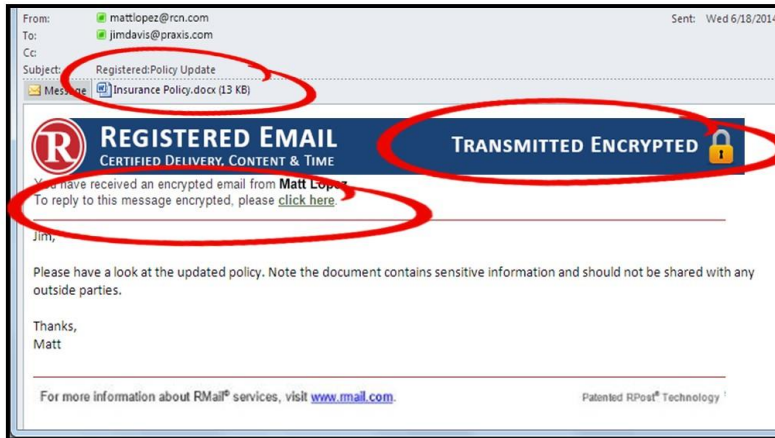 From: mattlopez@rcn.com Sent: Wed 6/18/2014
To: jimdavis@praxis.com
Cc:
Subject: Registered:Policy Update
Message Insurance Policy.docx (13 KB)
R REGISTERED EMAIL TRANSMITTED ENCRYPTED
CERTIFIED DELIVERY, CONTENT & TIME
You have received an encrypted email from Matt Lopez
To reply to this message encrypted, please click here.
Jim,
Please have a look at the updated policy. Note the document contains sensitive information and should not be shared with any
outside parties.
Thanks,
Matt
For more information about RMail® services, visit www.rmail.com. Patented RPost® Technology